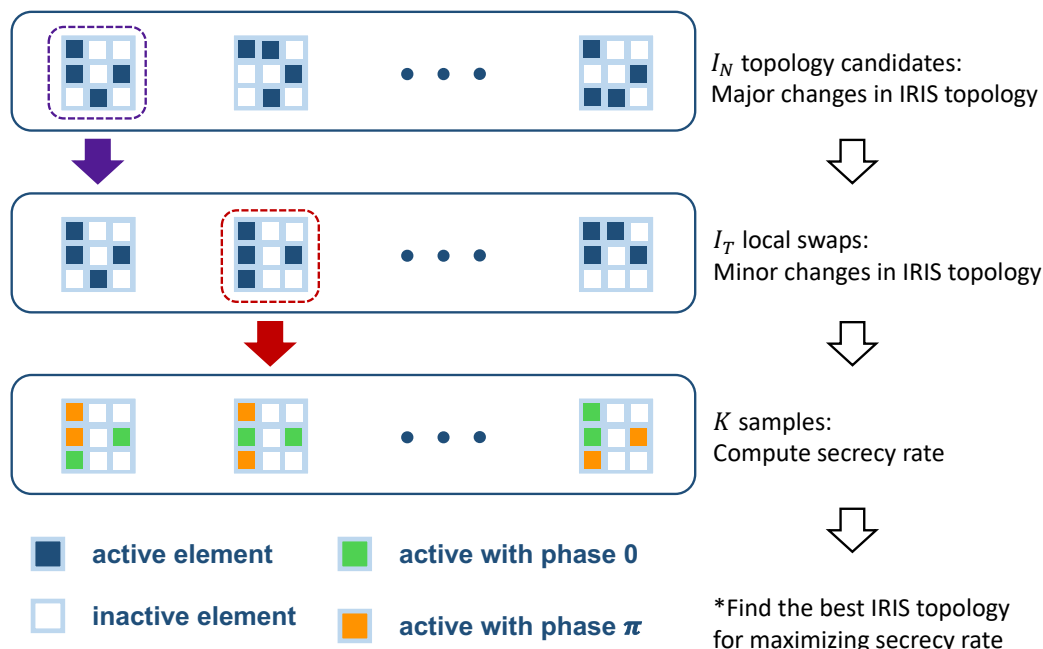 I_N topology candidates:
Major changes in IRIS topology
I_T local swaps:
Minor changes in IRIS topology
K samples:
Compute secrecy rate
active element
active with phase 0
inactive element
active with phase π
*Find the best IRIS topology
for maximizing secrecy rate